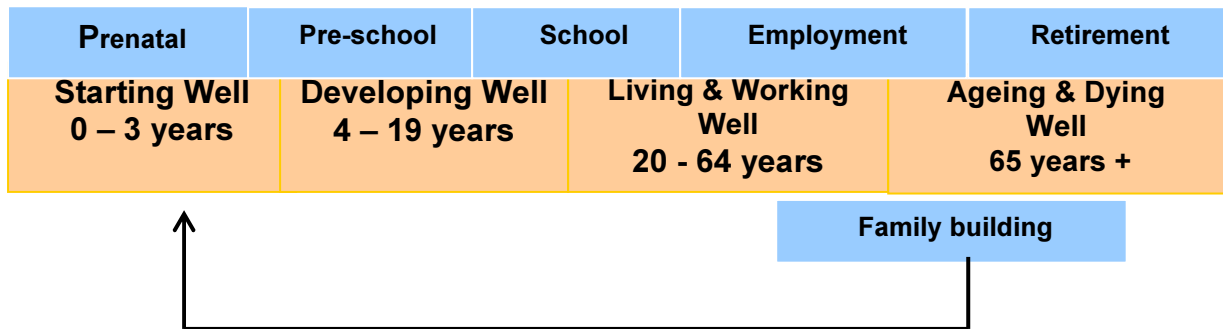 Prenatal
Pre-school
School
Employment
Retirement
Starting Well
0 – 3 years
Developing Well
4 – 19 years
Living & Working
Well
20 - 64 years
Ageing & Dying
Well
65 years +
Family building